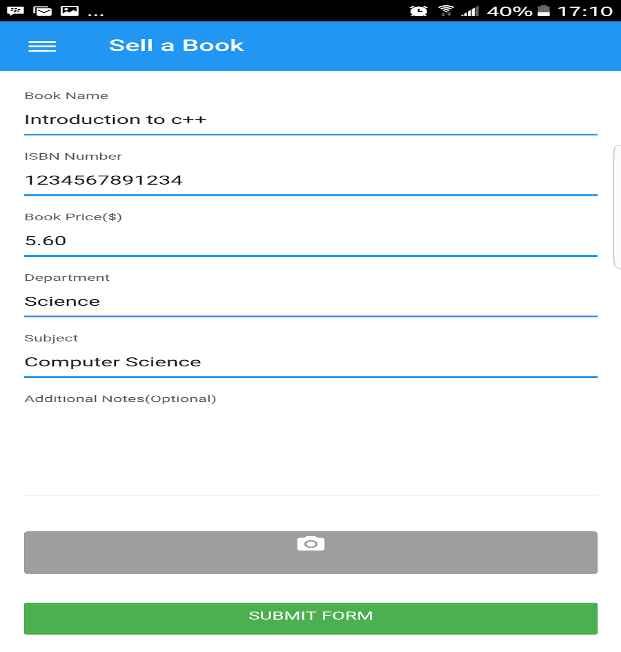 ... 40% 17:10
Sell a Book
Book Name
Introduction to c++
ISBN Number
1234567891234
Book Price($)
5.60
Department
Science
Subject
Computer Science
Additional Notes(Optional)
SUBMIT FORM